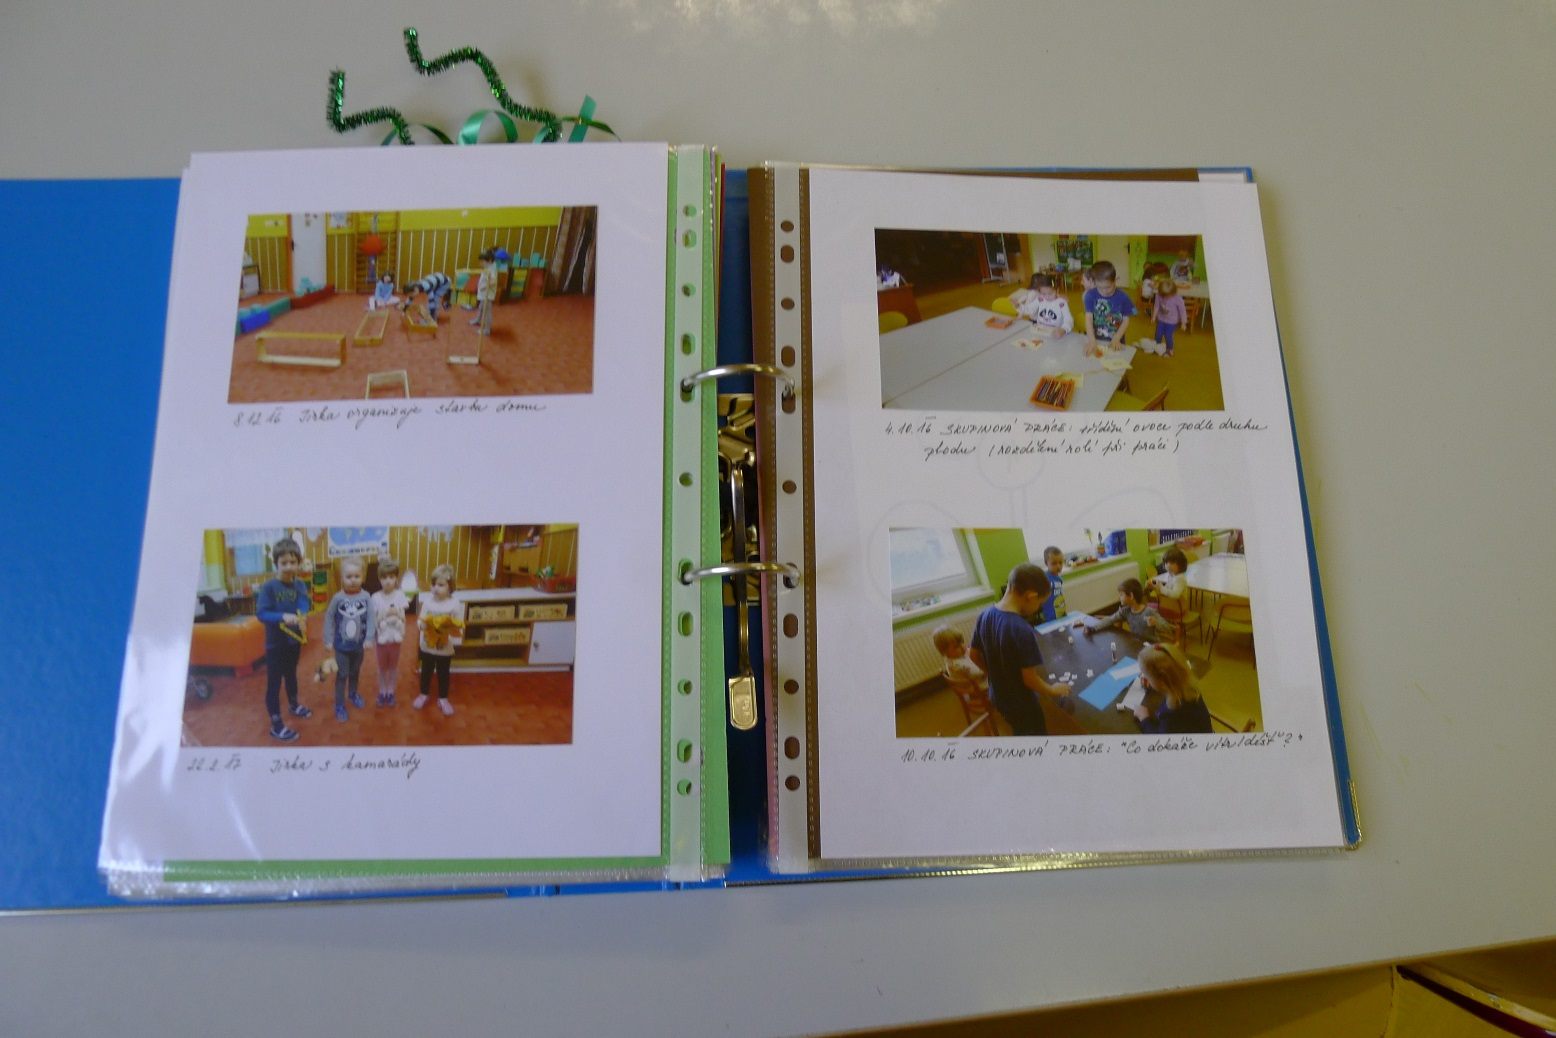 8.12.16 Jirka organizuje stavbu domu
22.2.17 Jirka s kamarády
4.10.16 SKUPINOVÁ PRÁCE: třídění ovoce podle druhu
plodu (rozdělení rolí při práci)
10.10.16 SKUPINOVÁ PRÁCE: "Co dokáže vítr/déšť"?"